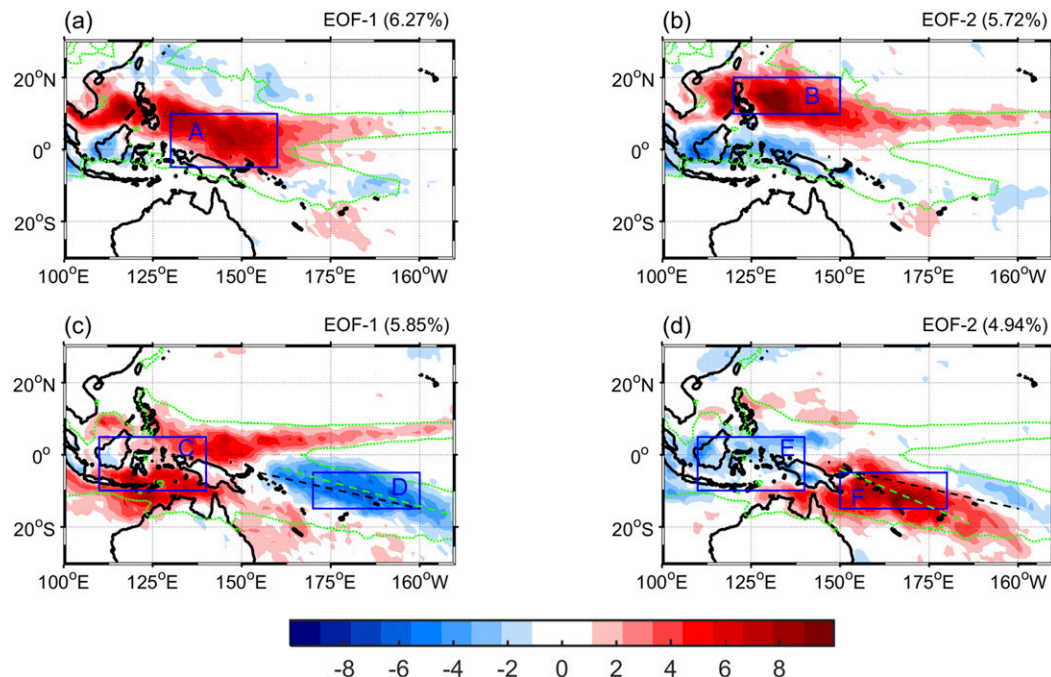 (a) EOF-1 (6.27%)
20°N
0°
20°S
A
100°E 125°E 150°E 175°E 160°W
(b) EOF-2 (5.72%)
20°N
0°
20°S
B
100°E 125°E 150°E 175°E 160°W
(c) EOF-1 (5.85%)
20°N
0°
20°S
C
D
100°E 125°E 150°E 175°E 160°W
(d) EOF-2 (4.94%)
20°N
0°
20°S
E
F
100°E 125°E 150°E 175°E 160°W
-8 -6 -4 -2 0 2 4 6 8